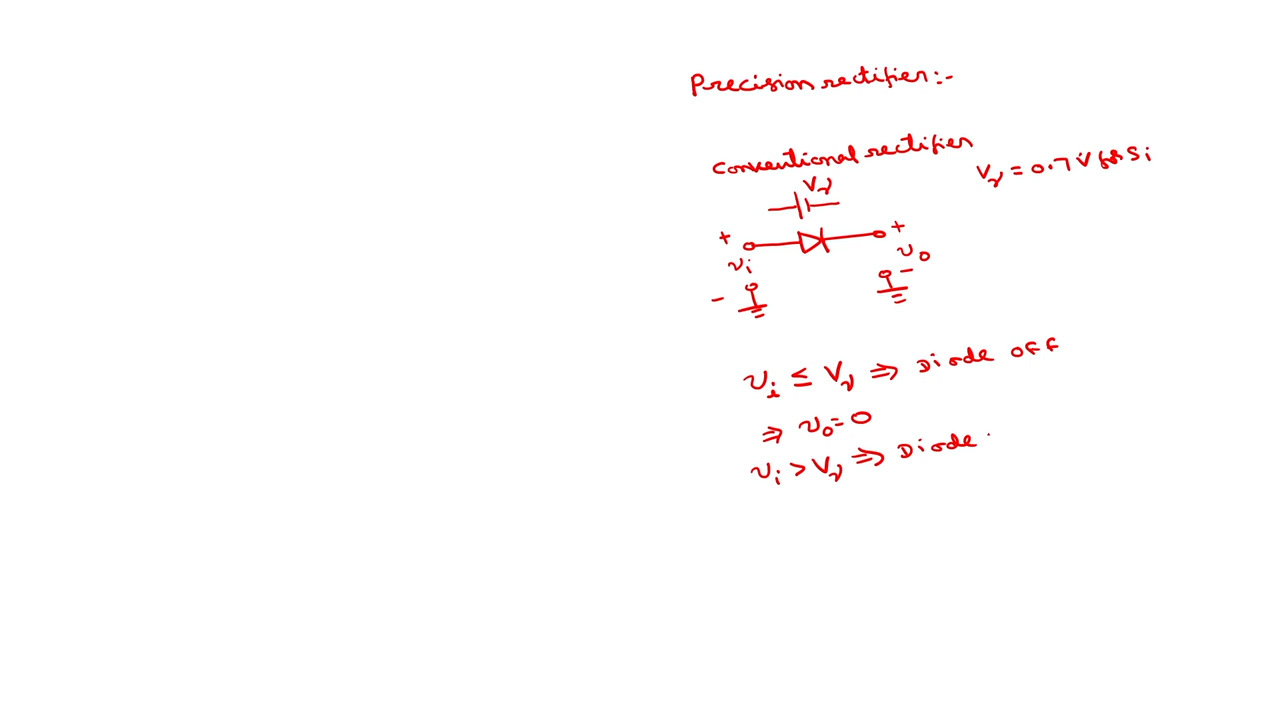 Precision rectifier:-
Conventional rectifier
Vγ = 0.7 V for Si
Vγ
+ +
vi vo
- -
vi ≤ Vγ ⇒ Diode OFF
⇒ vo = 0
vi > Vγ ⇒ Diode